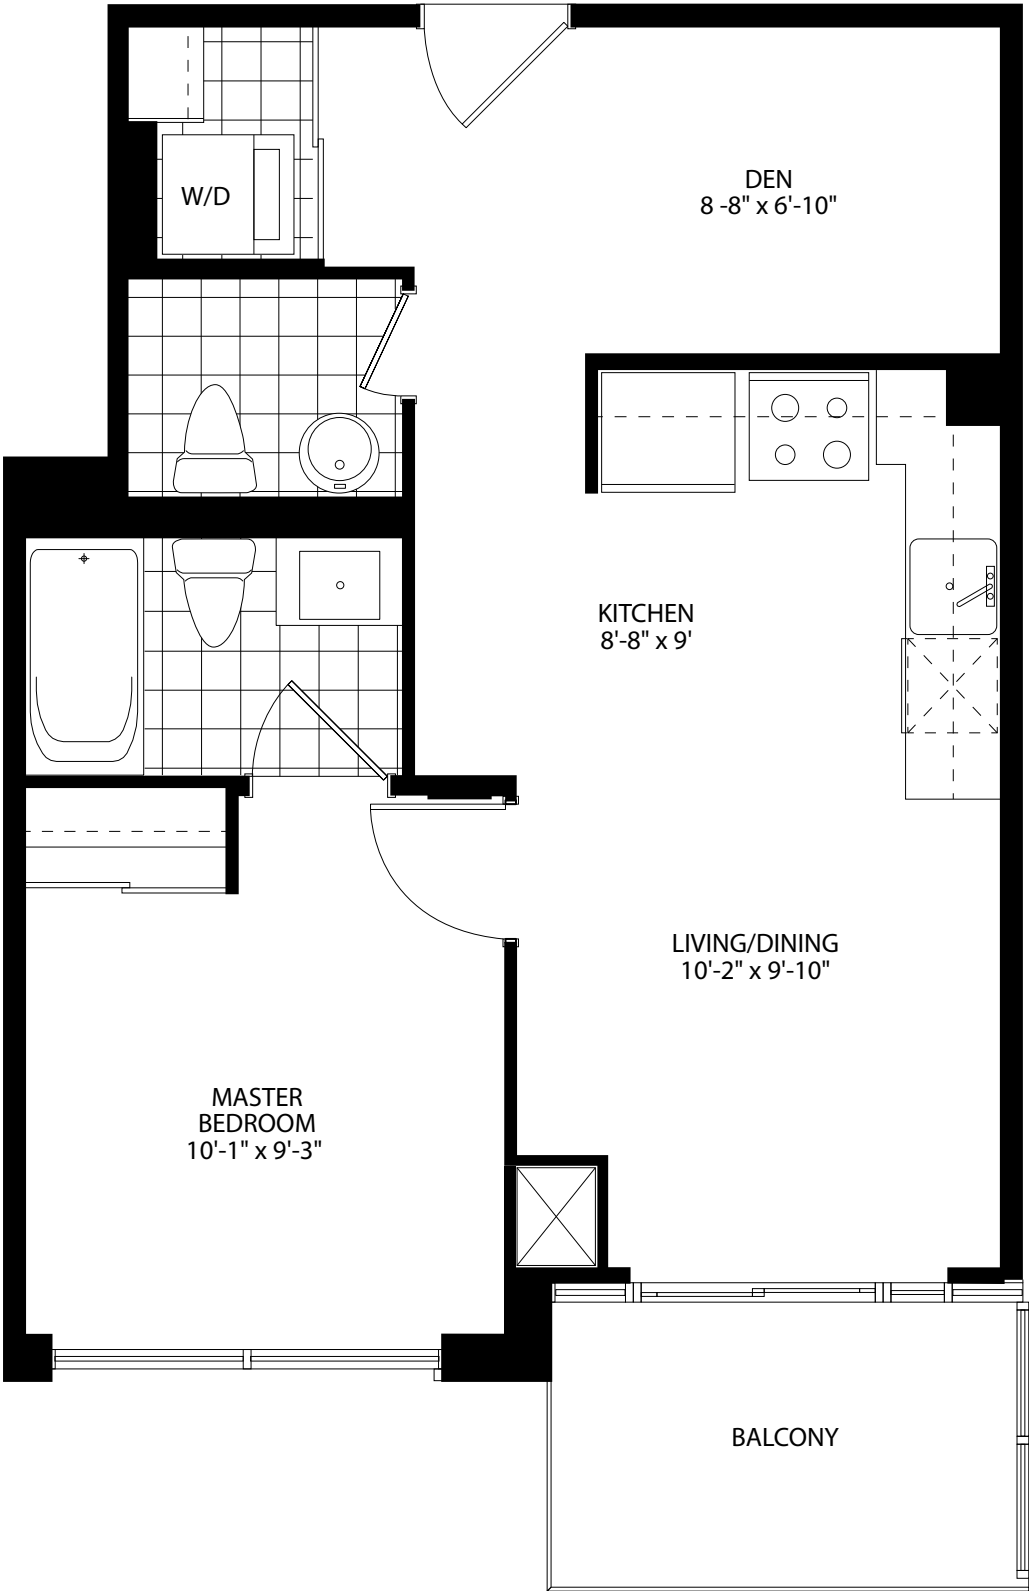 W/D
DEN
8 -8" x 6'-10"
KITCHEN
8'-8" x 9'
LIVING/DINING
10'-2" x 9'-10"
MASTER
BEDROOM
10'-1" x 9'-3"
BALCONY